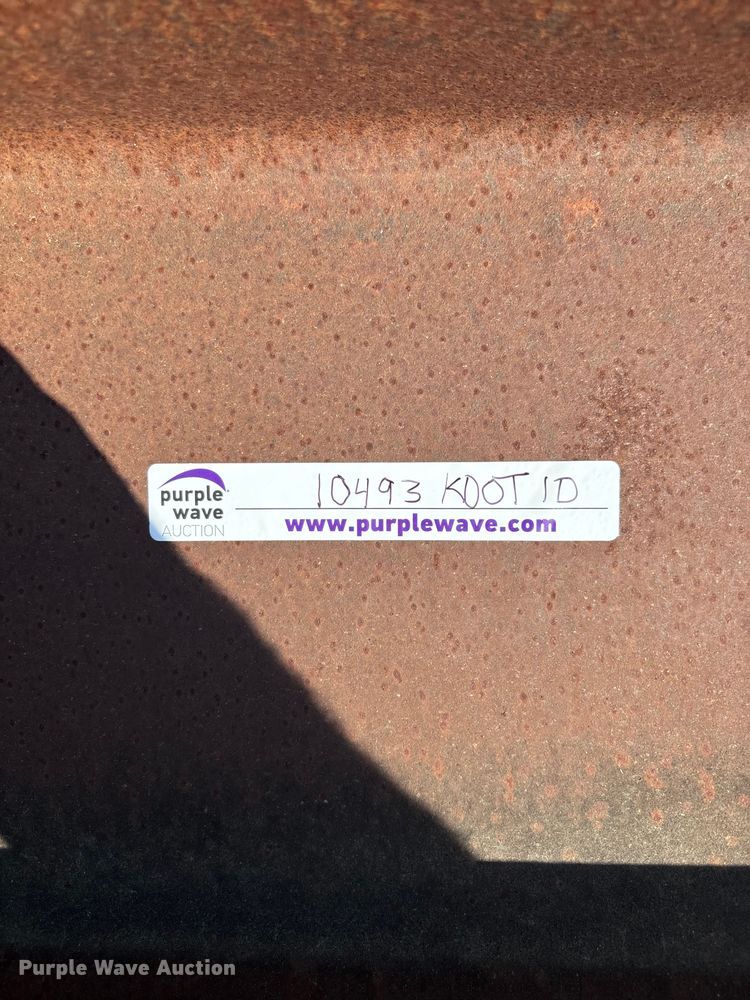 purple
wave
AUCTION
10493 KDOT ID
www.purplewave.com
Purple Wave Auction